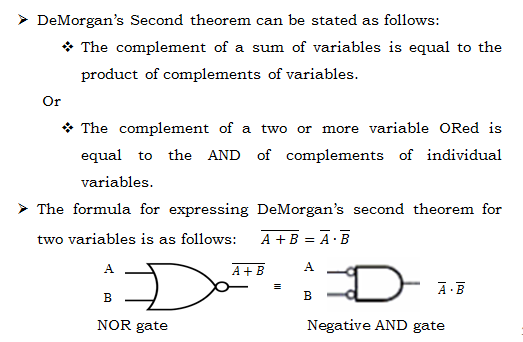 ➢ DeMorgan's Second theorem can be stated as follows:
❖ The complement of a sum of variables is equal to the
product of complements of variables.
Or
❖ The complement of a two or more variable ORed is
equal to the AND of complements of individual
variables.
➢ The formula for expressing DeMorgan's second theorem for
two variables is as follows: A̅ ̅+̅ ̅B̅ = A̅ · B̅
A A̅ ̅+̅ ̅B̅ A
B ≡ B A̅ · B̅
NOR gate Negative AND gate